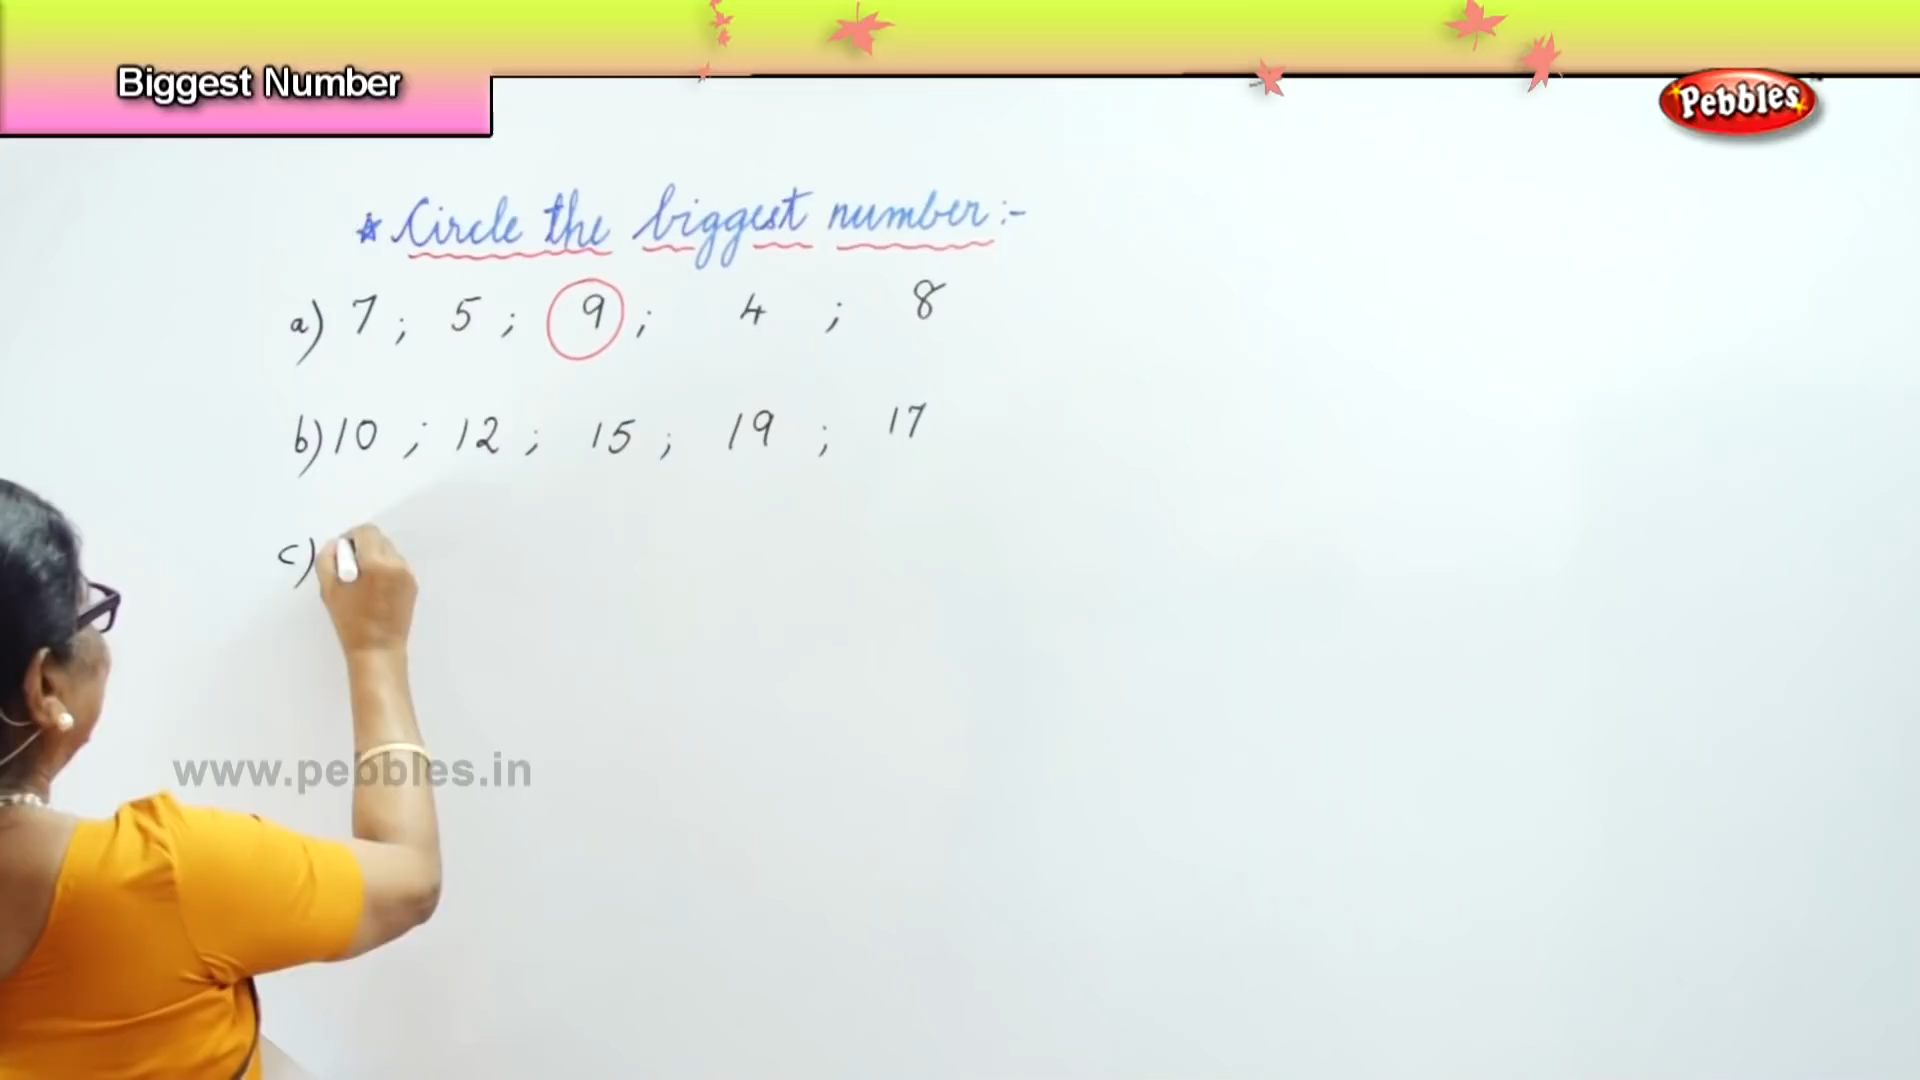 Biggest Number
Pebbles
* Circle the biggest number :-
a) 7 ; 5 ; 9 ; 4 ; 8
b) 10 ; 12 ; 15 ; 19 ; 17
c)
www.pebbles.in